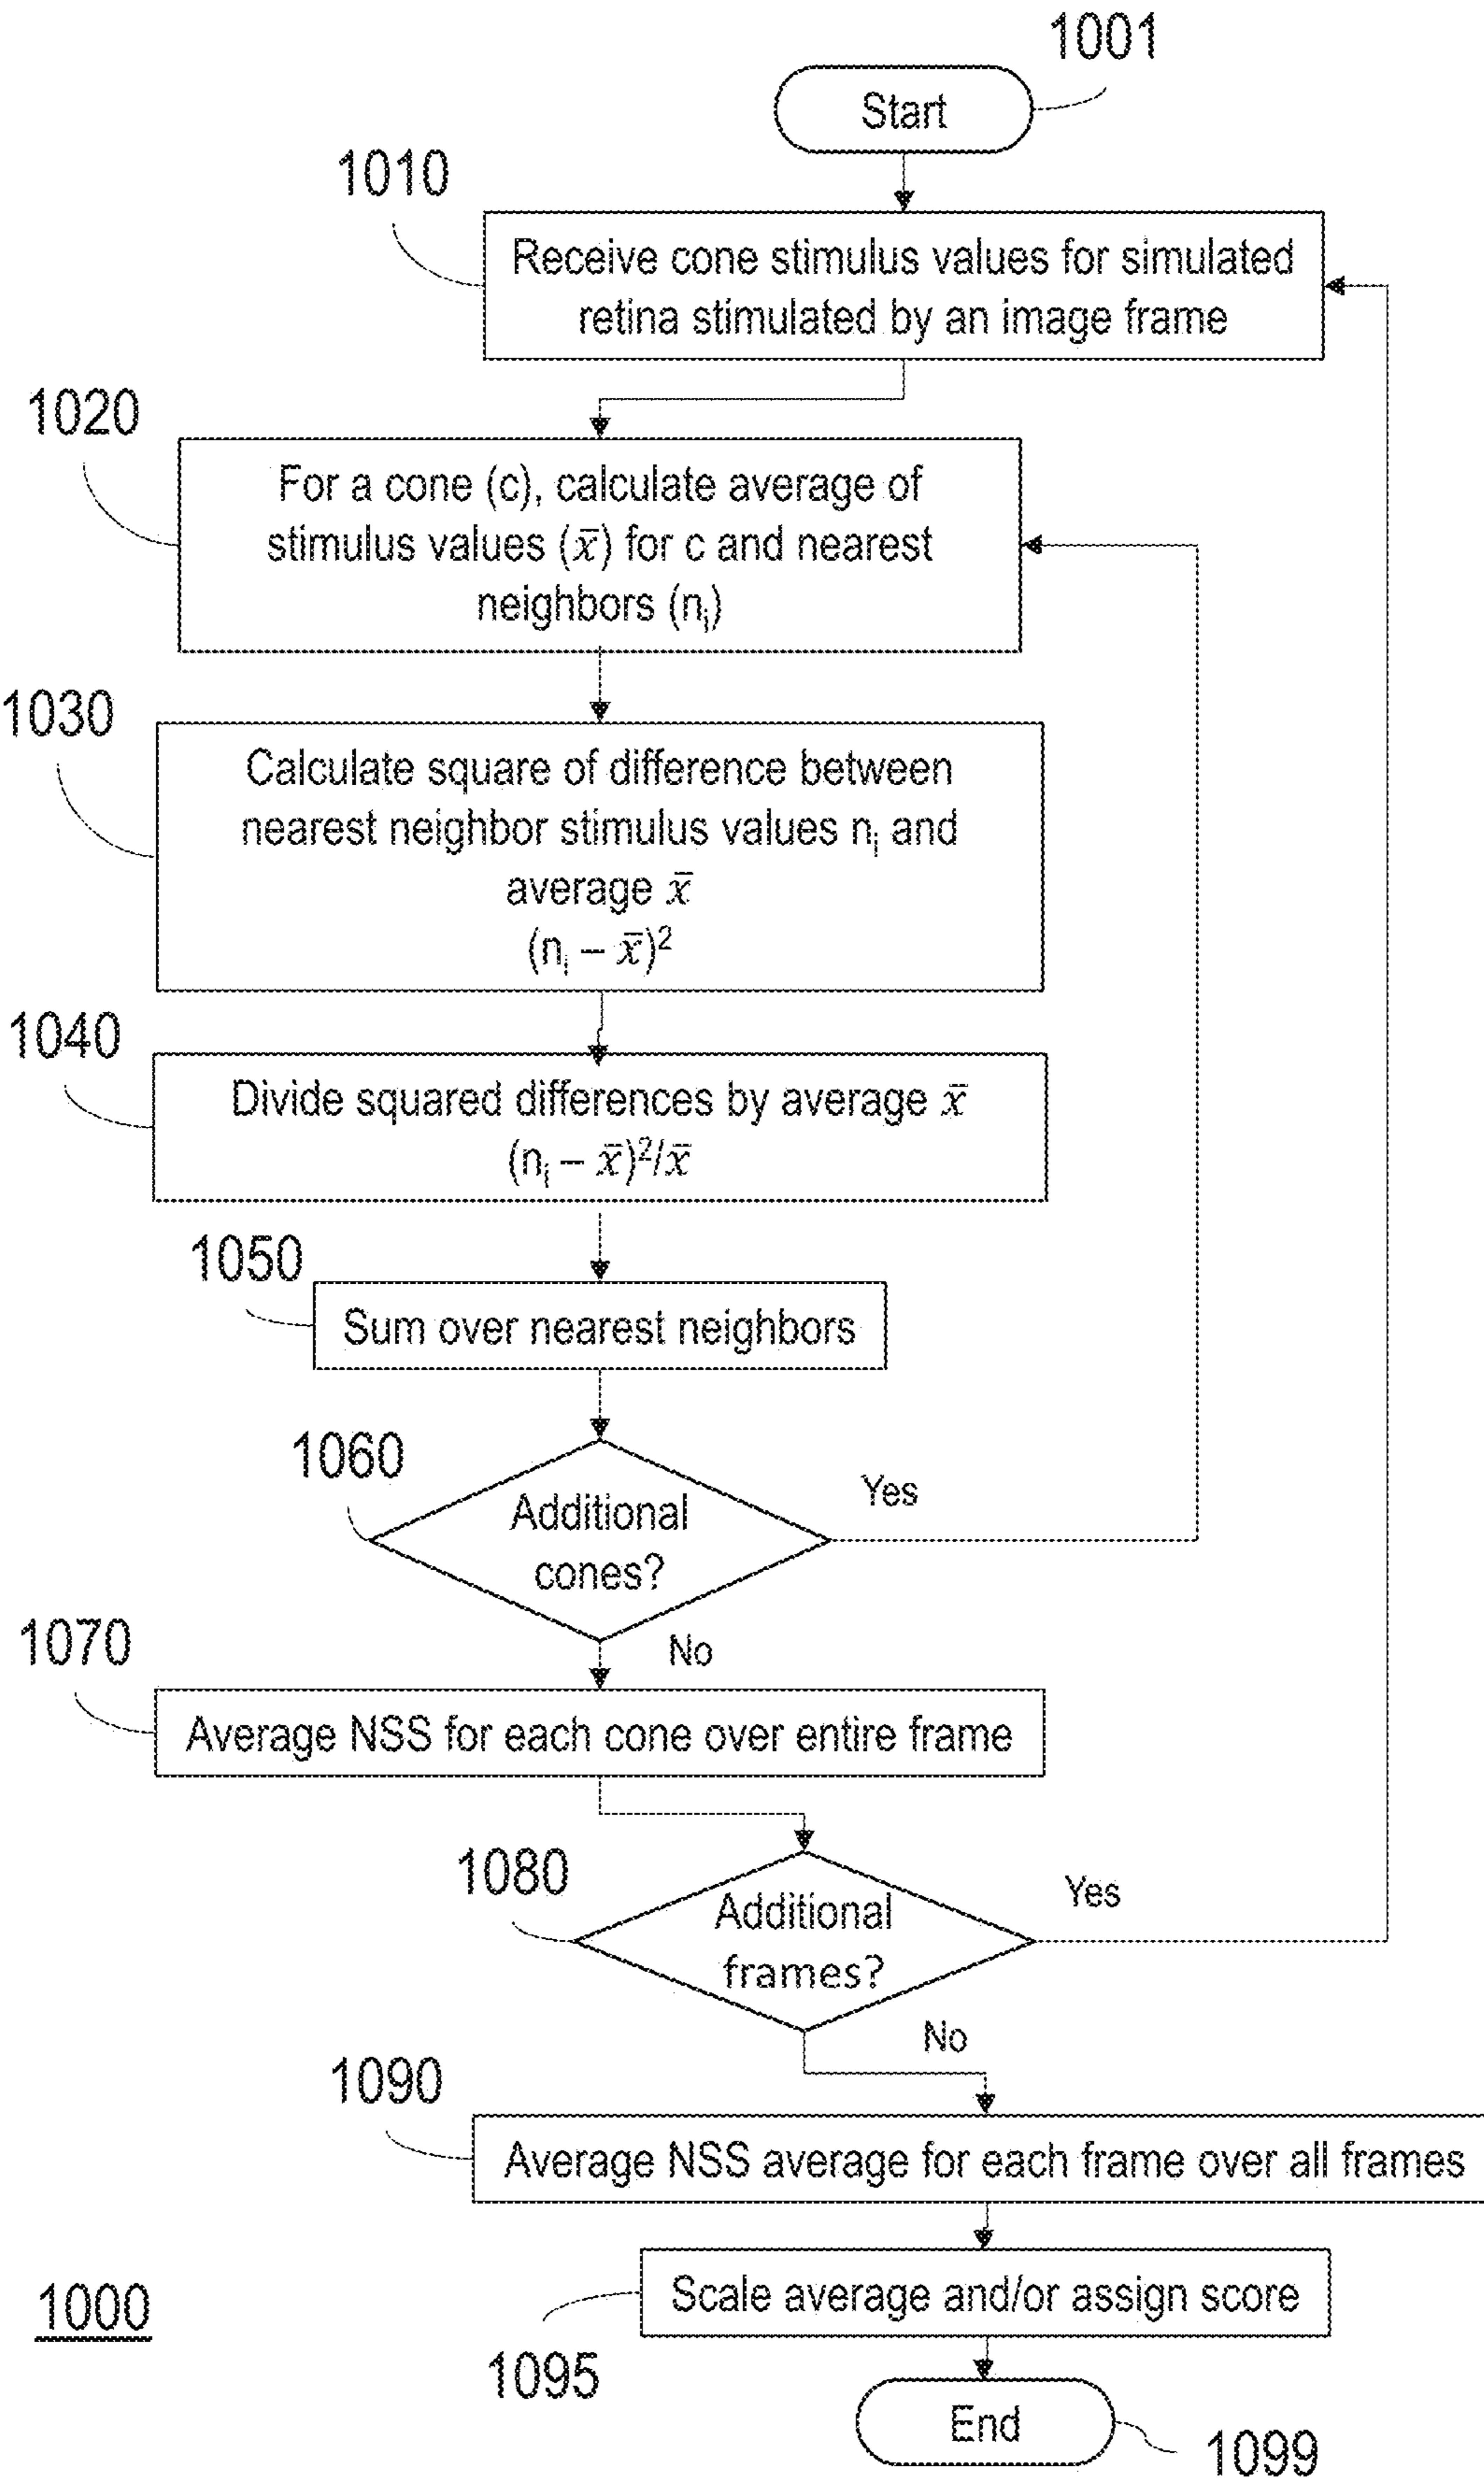 1001
Start
1010
Receive cone stimulus values for simulated
retina stimulated by an image frame
1020
For a cone (c), calculate average of
stimulus values (x̄) for c and nearest
neighbors (nᵢ)
1030
Calculate square of difference between
nearest neighbor stimulus values nᵢ and
average x̄
(nᵢ – x̄)²
1040
Divide squared differences by average x̄
(nᵢ – x̄)²/x̄
1050
Sum over nearest neighbors
1060
Additional
cones?
Yes
No
1070
Average NSS for each cone over entire frame
1080
Additional
frames?
Yes
No
1090
Average NSS average for each frame over all frames
Scale average and/or assign score
1000
1095
End
1099